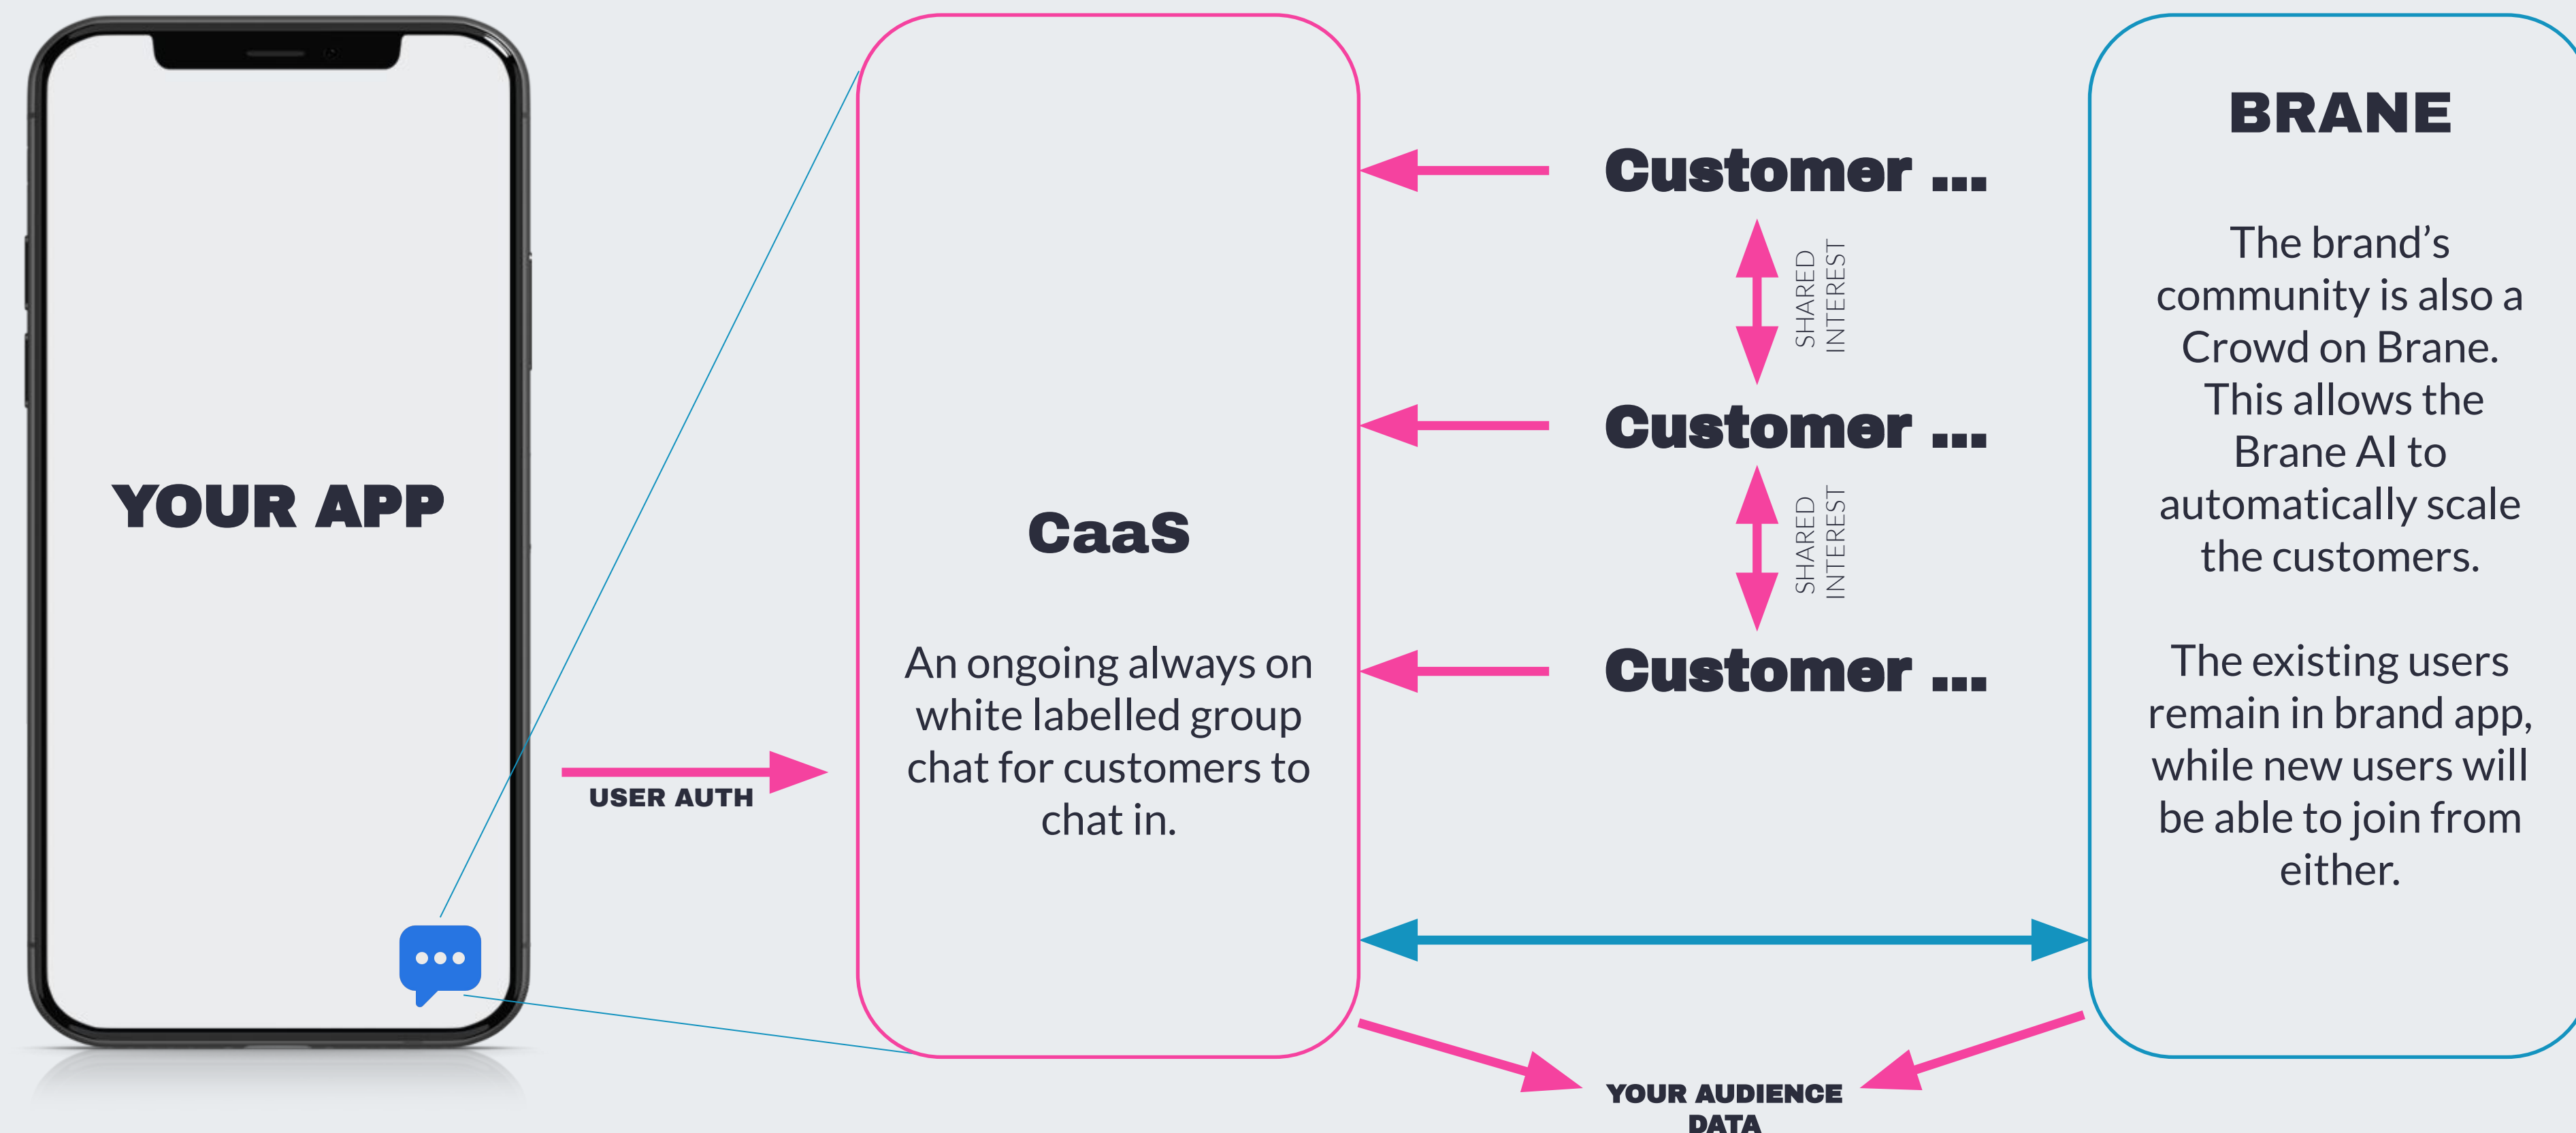 YOUR APP
USER AUTH
CaaS
An ongoing always on
white labelled group
chat for customers to
chat in.
Customer ...
SHARED
INTEREST
Customer ...
SHARED
INTEREST
Customer ...
YOUR AUDIENCE
DATA
BRANE
The brand’s
community is also a
Crowd on Brane.
This allows the
Brane AI to
automatically scale
the customers.
The existing users
remain in brand app,
while new users will
be able to join from
either.